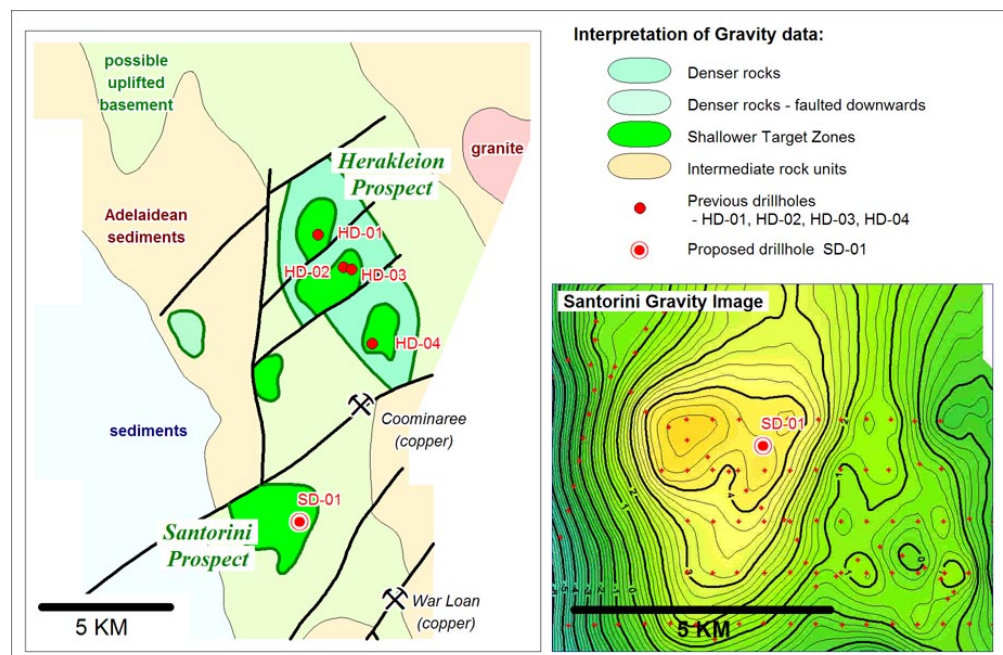 possible
uplifted
basement
Herakleion
Prospect
granite
Adelaidean
sediments
HD-01
HD-02
HD-03
HD-04
Coominaree
(copper)
sediments
SD-01
Santorini
Prospect
War Loan
(copper)
5 KM
Interpretation of Gravity data:
Denser rocks
Denser rocks - faulted downwards
Shallower Target Zones
Intermediate rock units
Previous drillholes
- HD-01, HD-02, HD-03, HD-04
Proposed drillhole SD-01
Santorini Gravity Image
SD-01
5 KM